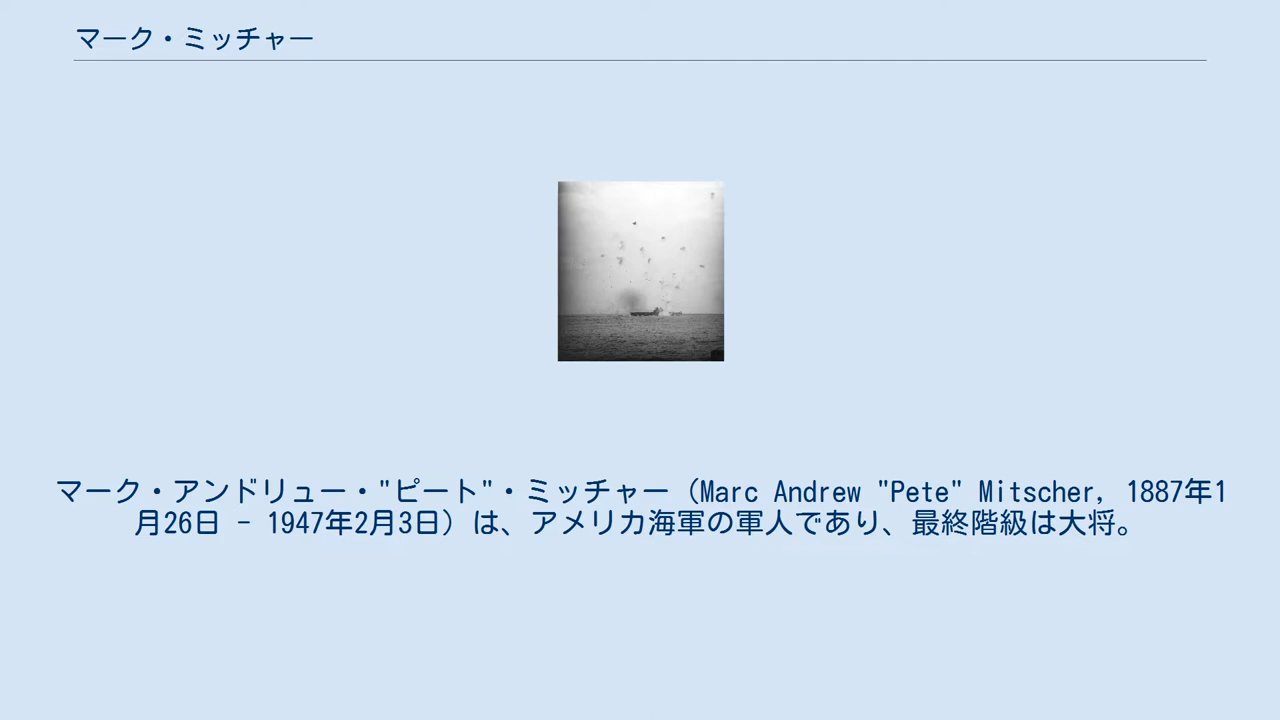 マーク・ミッチャー
マーク・アンドリュー・"ピート"・ミッチャー（Marc Andrew "Pete" Mitscher, 1887年1
月26日 - 1947年2月3日）は、アメリカ海軍の軍人であり、最終階級は大将。